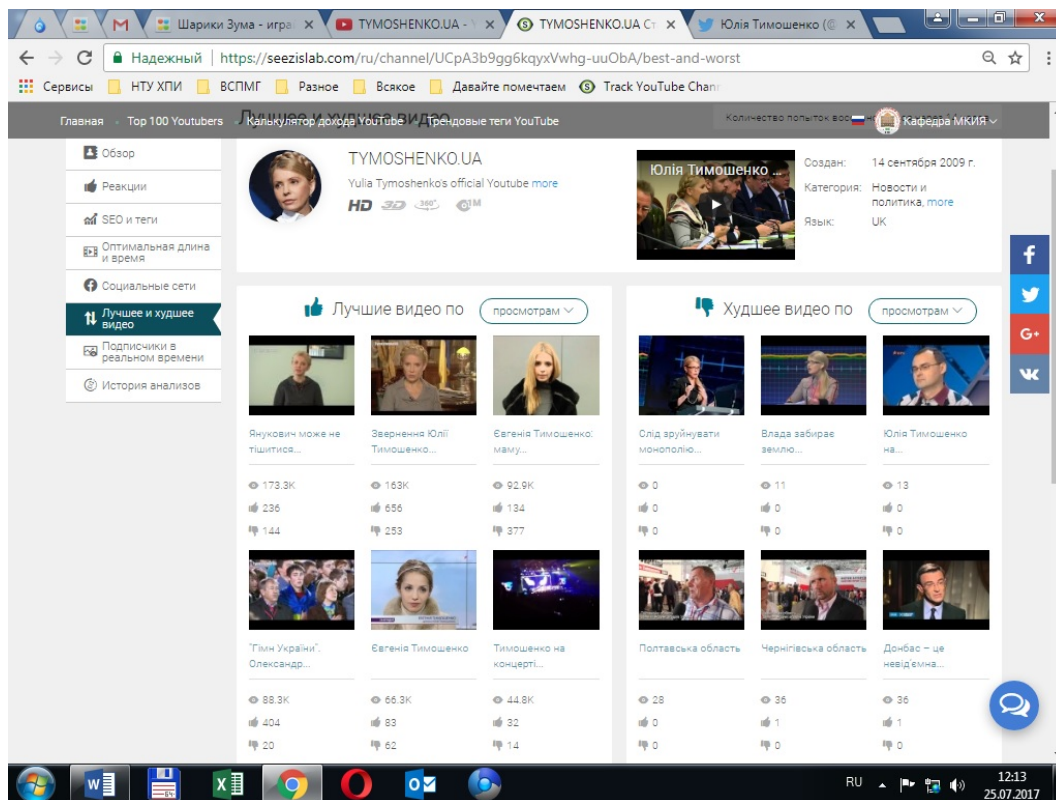 Шарики Зума - игра
TYMOSHENKO.UA - Y
TYMOSHENKO.UA Ст
Юлія Тимошенко (@
Надежный
https://seezislab.com/ru/channel/UCpA3b9gg6kqyxVwhg-uuObA/best-and-worst
Сервисы
НТУ ХПИ
ВСПМГ
Разное
Всякое
Давайте помечтаем
Track YouTube Chann
Главная
Top 100 Youtubers
Калькулятор дохода YouTube
Трендовые теги YouTube
Лучшее и худшее видео
Количество попыток
Кафедра МКИЯ
Обзор
Реакции
SEO и теги
Оптимальная длина
и время
Социальные сети
Лучшее и худшее
видео
Подписчики в
реальном времени
История анализов
TYMOSHENKO.UA
Yulia Tymoshenko's official Youtube more
HD 3D 360° 1M
Юлія Тимошенко ...
Создан: 14 сентября 2009 г.
Категория: Новости и
политика, more
Язык: UK
Лучшие видео по
просмотрам
Янукович може не
тішитися...
Звернення Юлії
Тимошенко...
Євгенія Тимошенко:
маму...
173.3K
163K
92.9K
236
656
134
144
253
377
"Гімн України".
Олександр...
Євгенія Тимошенко
Тимошенко на
концерті...
88.3K
66.3K
44.8K
404
83
32
20
62
14
Худшее видео по
просмотрам
Слід зруйнувати
монополію...
Влада забирає
землю...
Юлія Тимошенко
на...
0
11
13
0
0
0
0
0
0
Полтавська область
Чернігівська область
Донбас – це
невід'ємна...
28
36
36
0
1
1
0
0
0
RU
12:13
25.07.2017